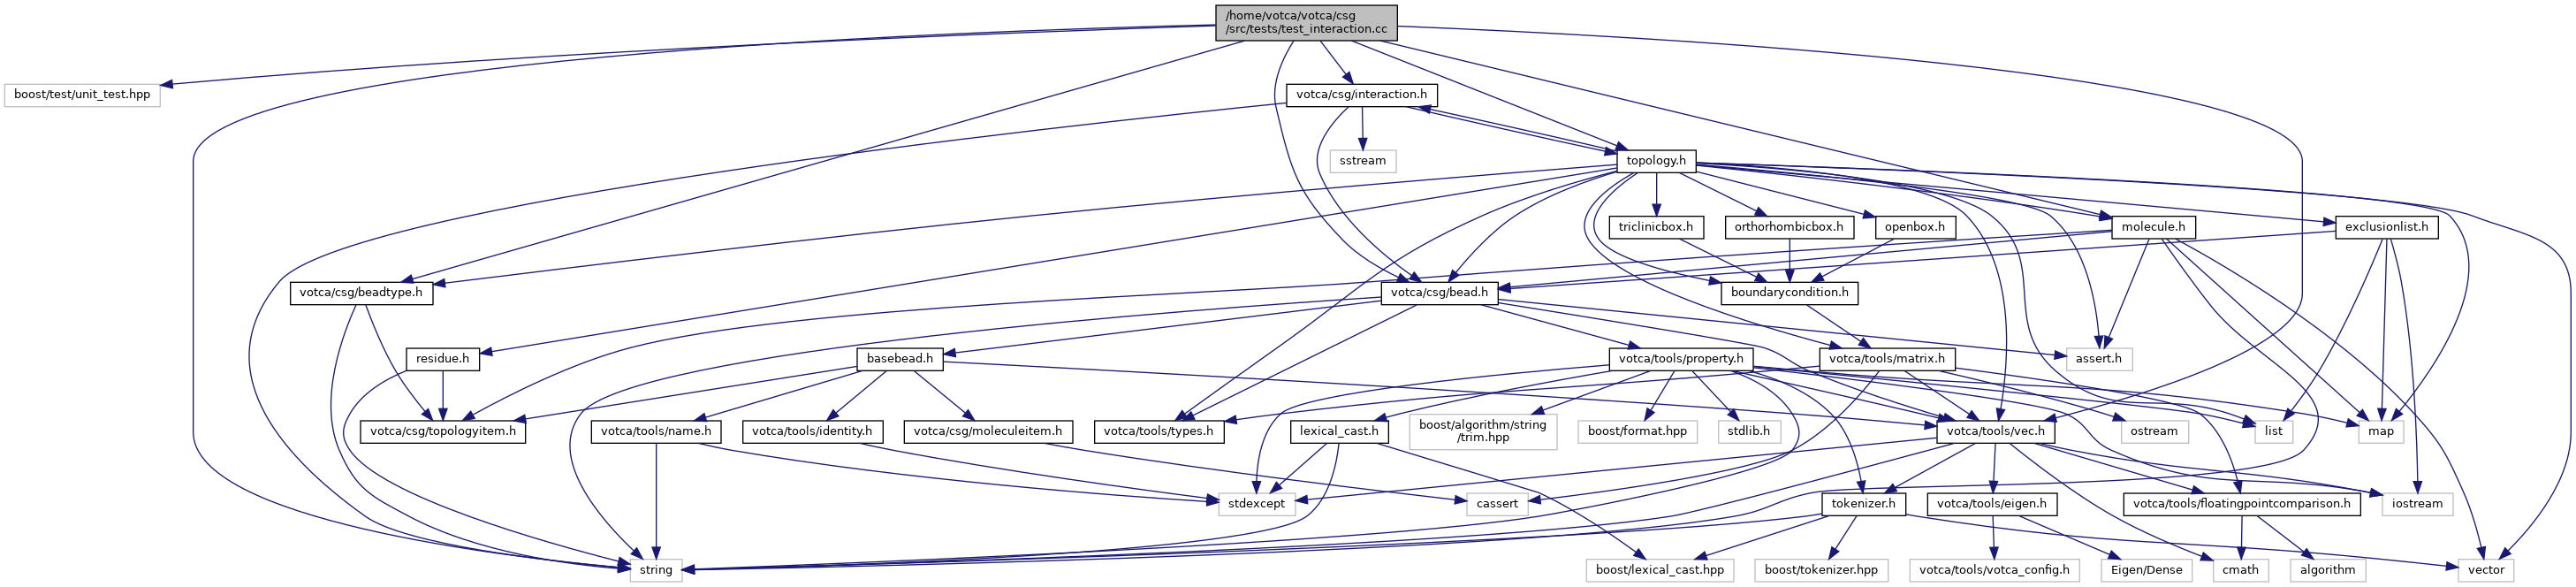 /home/votca/votca/csg
/src/tests/test_interaction.cc
boost/test/unit_test.hpp
votca/csg/interaction.h
sstream
topology.h
triclinicbox.h
orthorhombicbox.h
openbox.h
molecule.h
exclusionlist.h
votca/csg/beadtype.h
votca/csg/bead.h
boundarycondition.h
residue.h
basebead.h
votca/tools/property.h
votca/tools/matrix.h
assert.h
votca/csg/topologyitem.h
votca/tools/name.h
votca/tools/identity.h
votca/csg/moleculeitem.h
votca/tools/types.h
lexical_cast.h
boost/algorithm/string
/trim.hpp
boost/format.hpp
stdlib.h
votca/tools/vec.h
ostream
list
map
stdexcept
cassert
tokenizer.h
votca/tools/eigen.h
votca/tools/floatingpointcomparison.h
iostream
string
boost/lexical_cast.hpp
boost/tokenizer.hpp
votca/tools/votca_config.h
Eigen/Dense
cmath
algorithm
vector